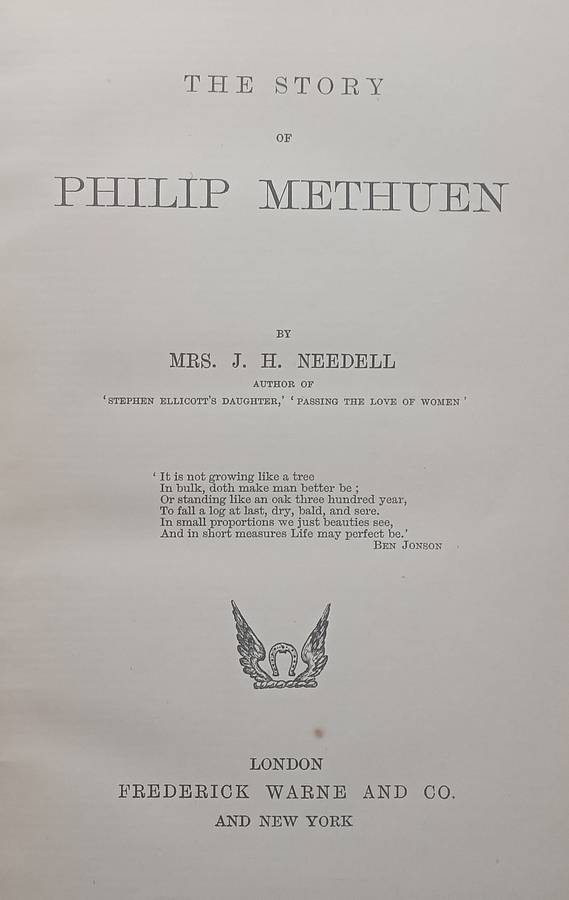 THE STORY
OF
PHILIP METHUEN
BY
MRS. J. H. NEEDELL
AUTHOR OF
‘STEPHEN ELLICOTT'S DAUGHTER,’ ‘PASSING THE LOVE OF WOMEN’
‘It is not growing like a tree
In bulk, doth make man better be;
Or standing like an oak three hundred year,
To fall a log at last, dry, bald, and sere.
In small proportions we just beauties see,
And in short measures Life may perfect be.’
BEN JONSON
LONDON
FREDERICK WARNE AND CO.
AND NEW YORK